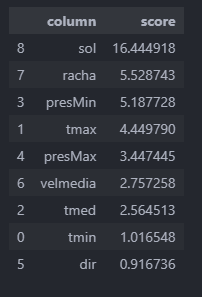 column score
8 sol 16.444918
7 racha 5.528743
3 presMin 5.187728
1 tmax 4.449790
4 presMax 3.447445
6 velmedia 2.757258
2 tmed 2.564513
0 tmin 1.016548
5 dir 0.916736